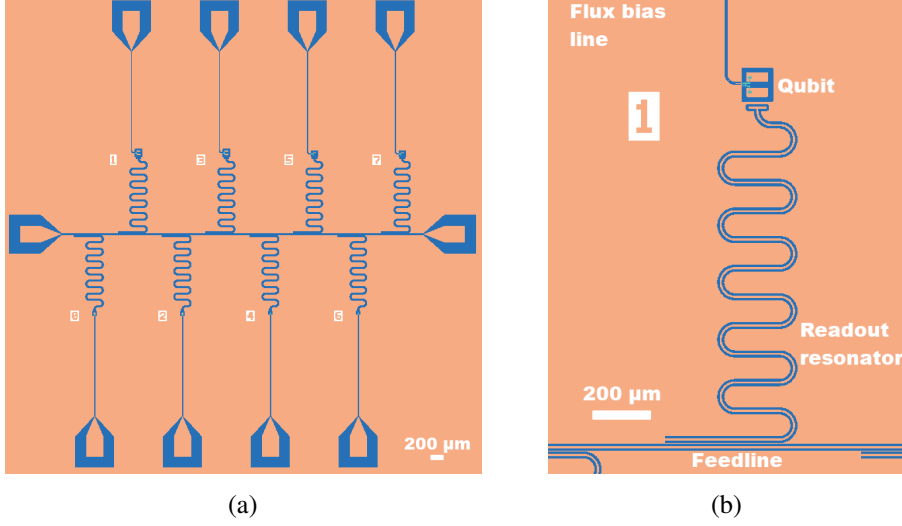 1
3
5
7
0
2
4
6
200 µm
(a)
Flux bias
line
Qubit
1
Readout
resonator
200 µm
Feedline
(b)